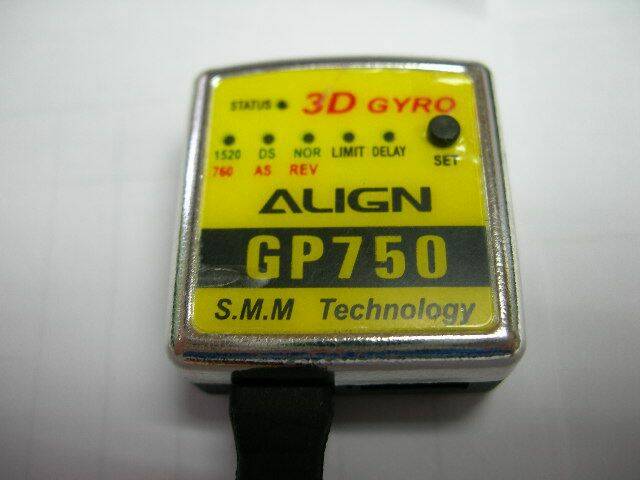 STATUS 3D GYRO
1520 DS NOR LIMIT DELAY
760 AS REV SET
ALIGN
GP750
S.M.M Technology